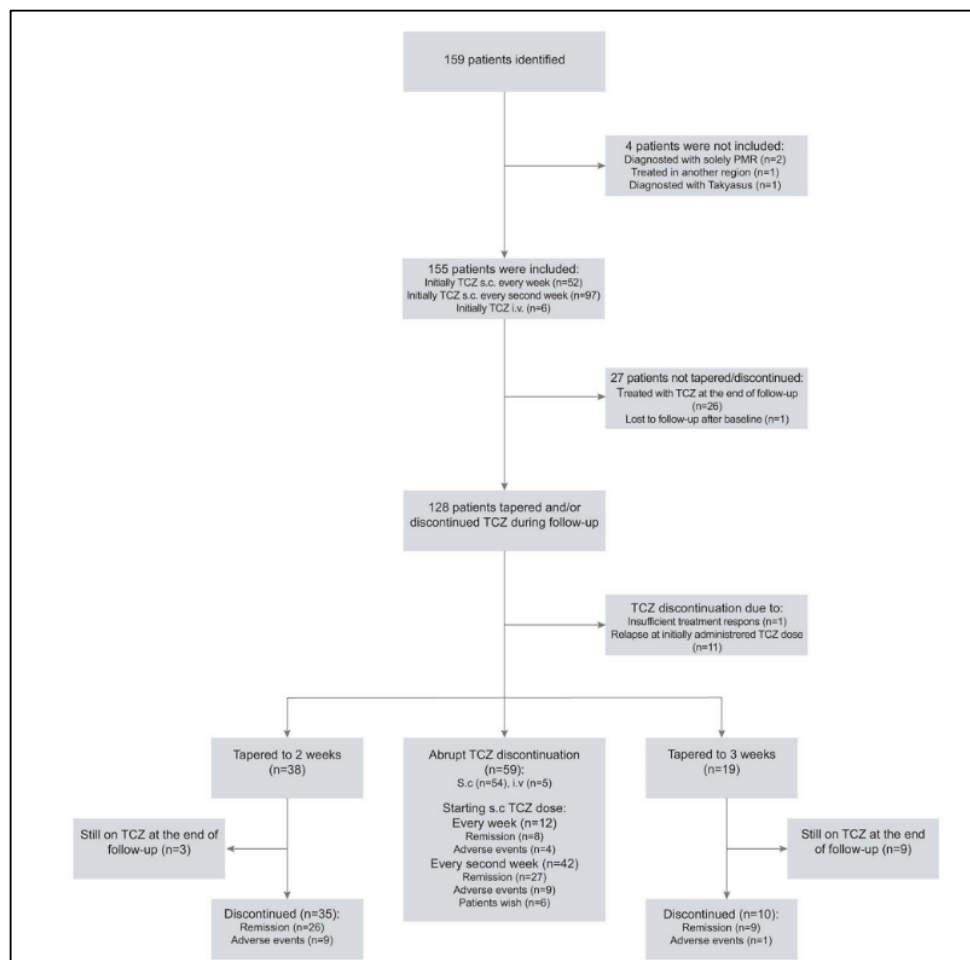 159 patients identified
4 patients were not included:
Diagnosed with solely PMR (n=2)
Treated in another region (n=1)
Diagnosed with Takyasus (n=1)
155 patients were included:
Initially TCZ s.c. every week (n=52)
Initially TCZ s.c. every second week (n=97)
Initially TCZ i.v. (n=6)
27 patients not tapered/discontinued:
Treated with TCZ at the end of follow-up
(n=26)
Lost to follow-up after baseline (n=1)
128 patients tapered and/or
discontinued TCZ during follow-up
TCZ discontinuation due to:
Insufficient treatment respons (n=1)
Relapse at initially administrered TCZ dose
(n=11)
Tapered to 2 weeks
(n=38)
Still on TCZ at the end of
follow-up (n=3)
Discontinued (n=35):
Remission (n=26)
Adverse events (n=9)
Abrupt TCZ discontinuation
(n=59):
S.c (n=54), i.v (n=5)
Starting s.c TCZ dose:
Every week (n=12)
Remission (n=8)
Adverse events (n=4)
Every second week (n=42)
Remission (n=27)
Adverse events (n=9)
Patients wish (n=6)
Tapered to 3 weeks
(n=19)
Still on TCZ at the end
of follow-up (n=9)
Discontinued (n=10):
Remission (n=9)
Adverse events (n=1)